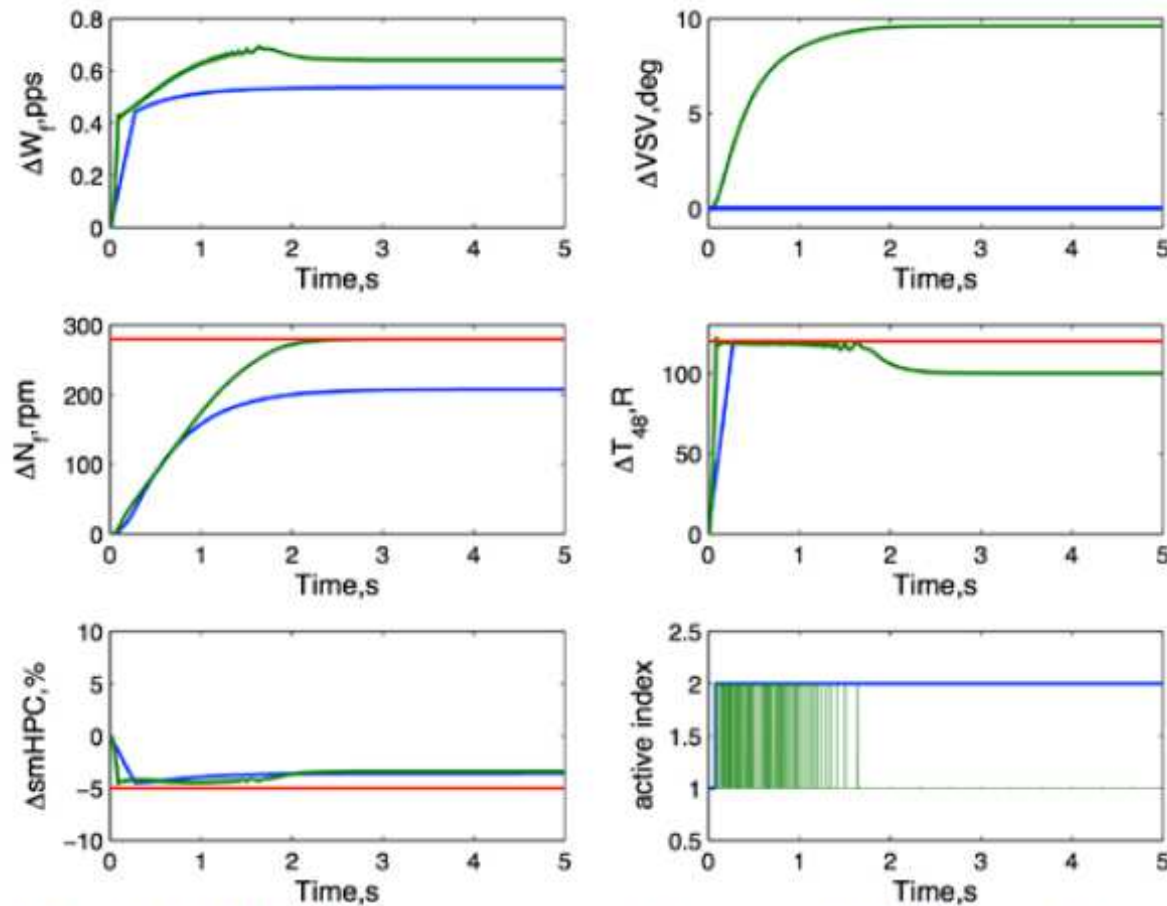 ΔW_f,pps
0.8
0.6
0.4
0.2
0
0 1 2 3 4 5
Time,s
ΔVSV,deg
10
5
0
0 1 2 3 4 5
Time,s
ΔN_f,rpm
300
200
100
0
0 1 2 3 4 5
Time,s
ΔT_48,R
100
50
0
0 1 2 3 4 5
Time,s
ΔsmHPC,%
10
5
0
−5
−10
0 1 2 3 4 5
Time,s
active index
2.5
2
1.5
1
0.5
0 1 2 3 4 5
Time,s